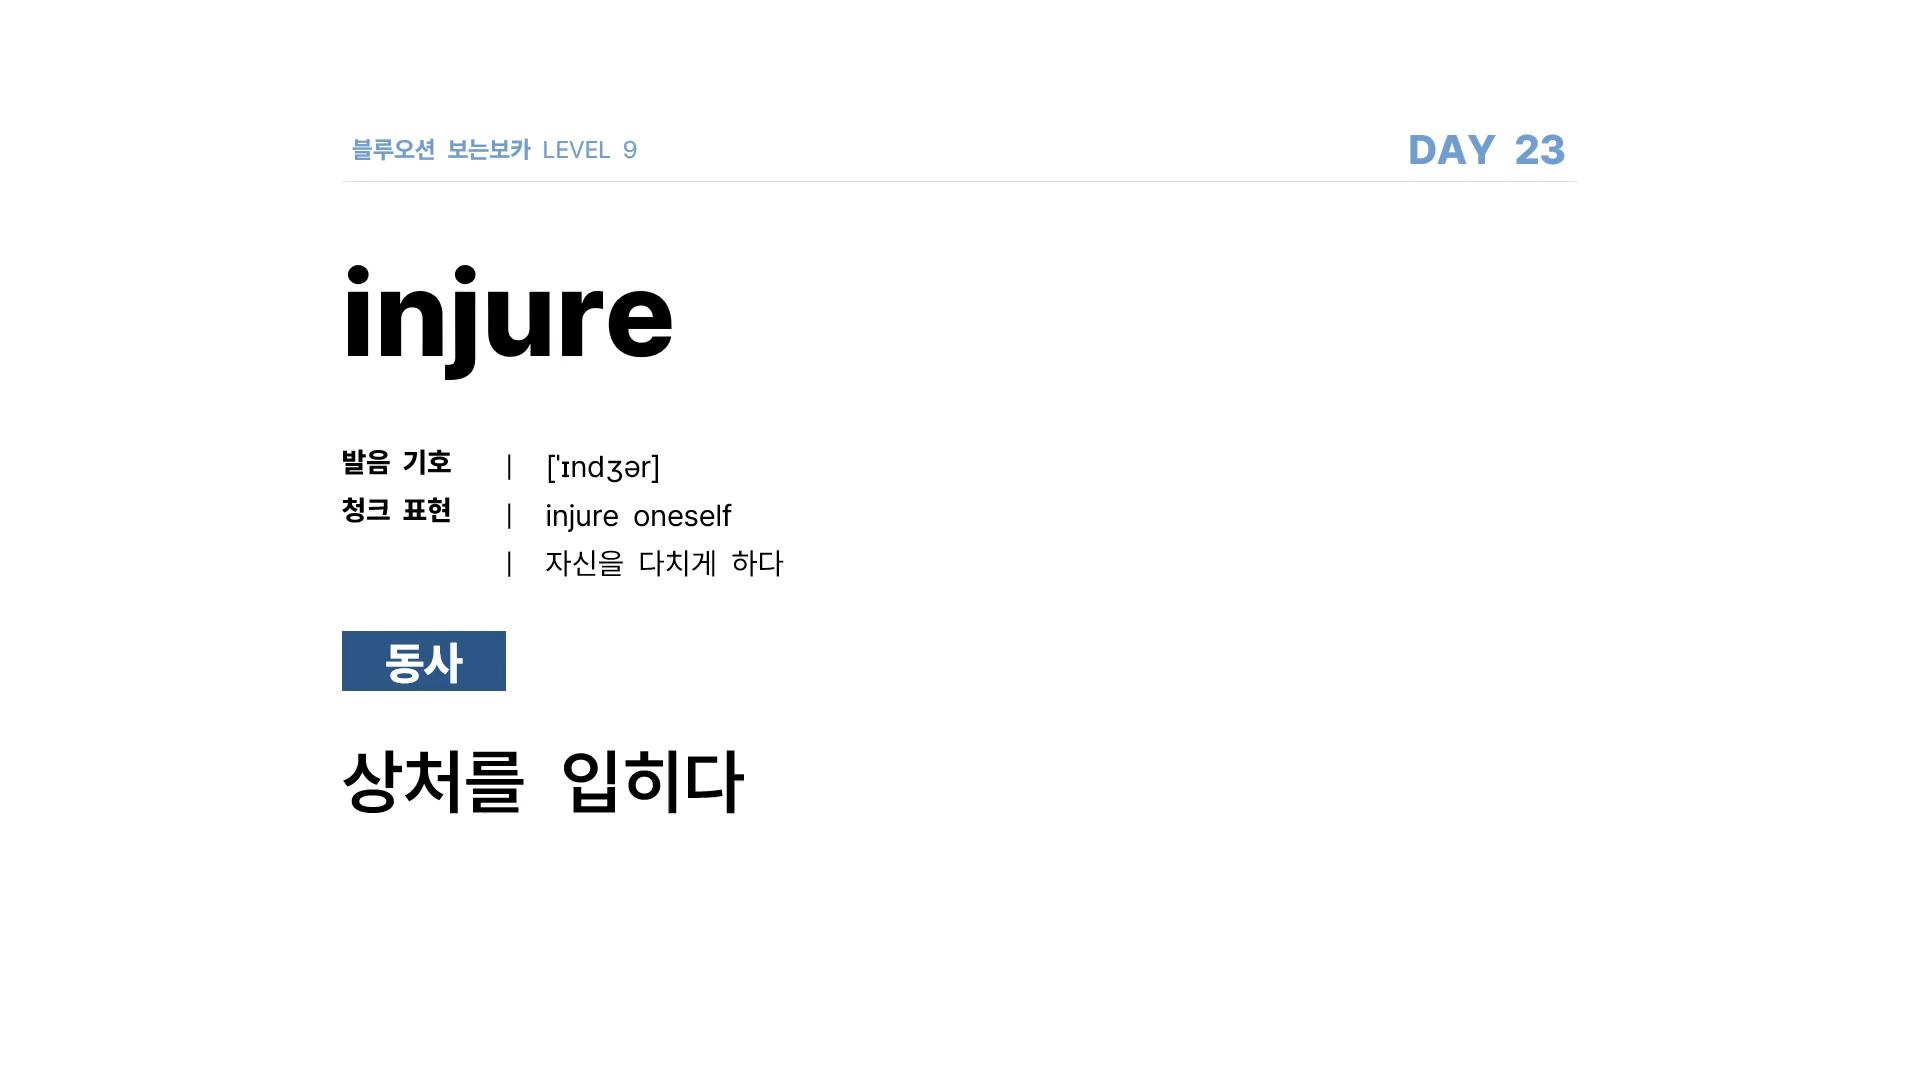 블루오션 보는보카 LEVEL 9
DAY 23
injure
발음 기호 | [ˈɪndʒər]
청크 표현 | injure oneself
| 자신을 다치게 하다
동사
상처를 입히다